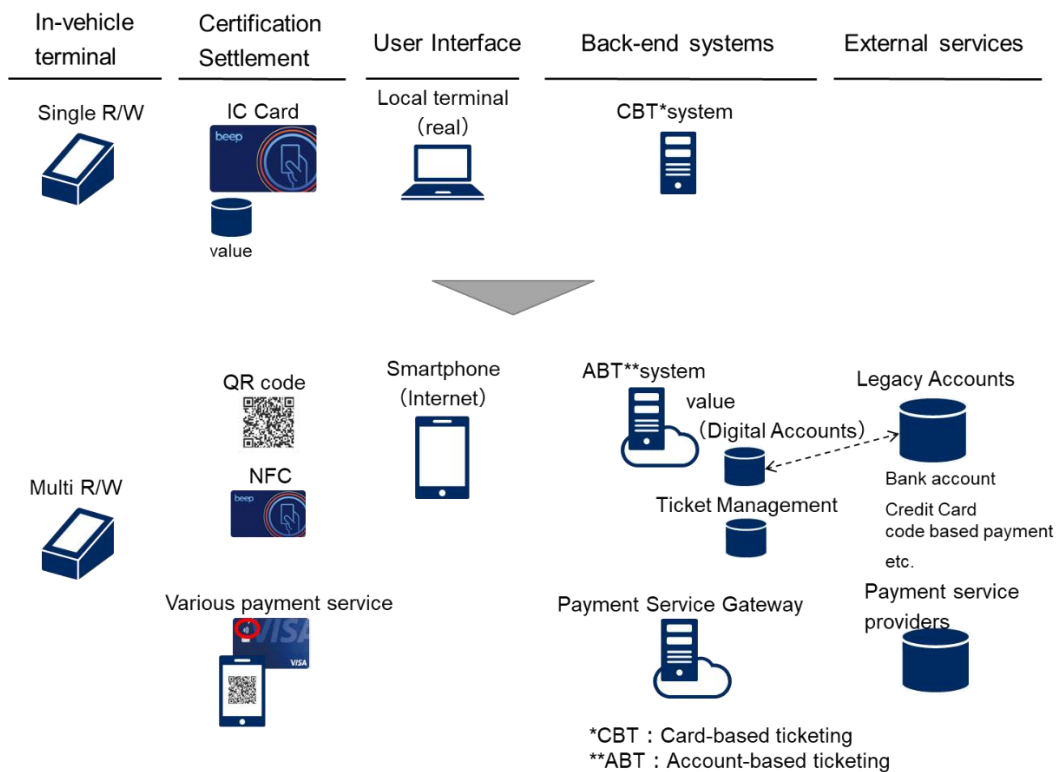 In-vehicle
terminal
Certification
Settlement
User Interface
Back-end systems
External services
Single R/W
IC Card
beep
value
Local terminal
（real）
CBT*system
Multi R/W
QR code
NFC
beep
Various payment service
VISA
VISA
Smartphone
（Internet）
ABT**system
value
（Digital Accounts）
Ticket Management
Payment Service Gateway
Legacy Accounts
Bank account
Credit Card
code based payment
etc.
Payment service
providers
*CBT：Card-based ticketing
**ABT：Account-based ticketing